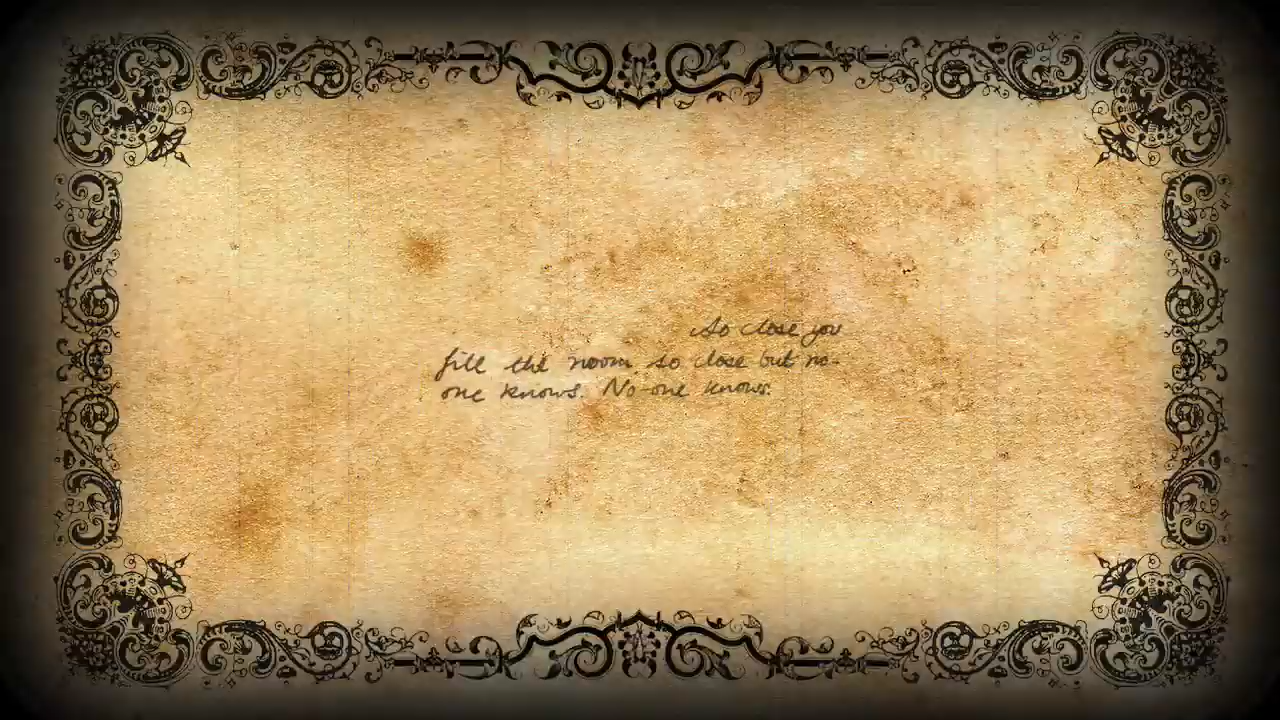 So close you
fill the room so close but no-
one knows. No-one knows.